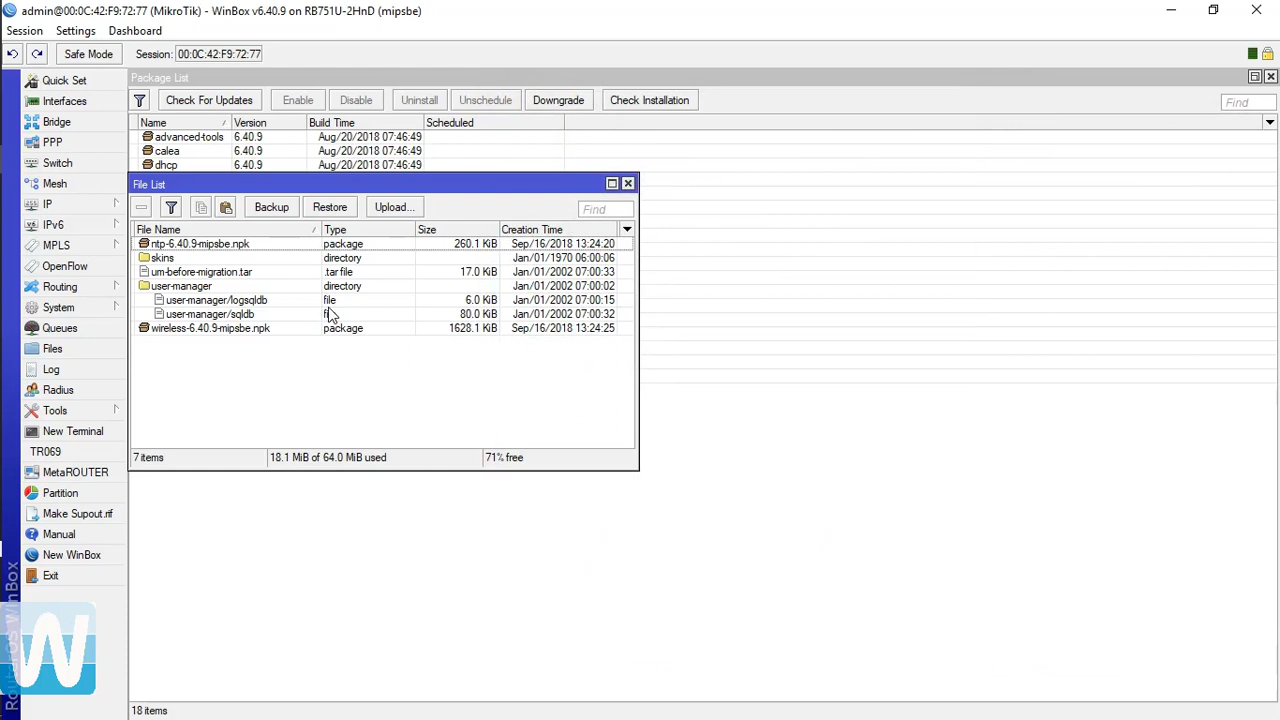 admin@00:0C:42:F9:72:77 (MikroTik) - WinBox v6.40.9 on RB751U-2HnD (mipsbe)
Session Settings Dashboard
Safe Mode Session: 00:0C:42:F9:72:77
Quick Set
Interfaces
Bridge
PPP
Switch
Mesh
IP
IPv6
MPLS
OpenFlow
Routing
System
Queues
Files
Log
Radius
Tools
New Terminal
TR069
MetaROUTER
Partition
Make Supout.rif
Manual
New WinBox
Exit
RouterOS WinBox
W
Package List
Check For Updates Enable Disable Uninstall Unschedule Downgrade Check Installation Find
Name Version Build Time Scheduled
advanced-tools 6.40.9 Aug/20/2018 07:46:49
calea 6.40.9 Aug/20/2018 07:46:49
dhcp 6.40.9 Aug/20/2018 07:46:49
File List
Backup Restore Upload... Find
File Name Type Size Creation Time
ntp-6.40.9-mipsbe.npk package 260.1 KiB Sep/16/2018 13:24:20
skins directory Jan/01/1970 06:00:06
um-before-migration.tar .tar file 17.0 KiB Jan/01/2002 07:00:33
user-manager directory Jan/01/2002 07:00:02
user-manager/logsqldb file 6.0 KiB Jan/01/2002 07:00:15
user-manager/sqldb file 80.0 KiB Jan/01/2002 07:00:32
wireless-6.40.9-mipsbe.npk package 1628.1 KiB Sep/16/2018 13:24:25
7 items 18.1 MiB of 64.0 MiB used 71% free
18 items